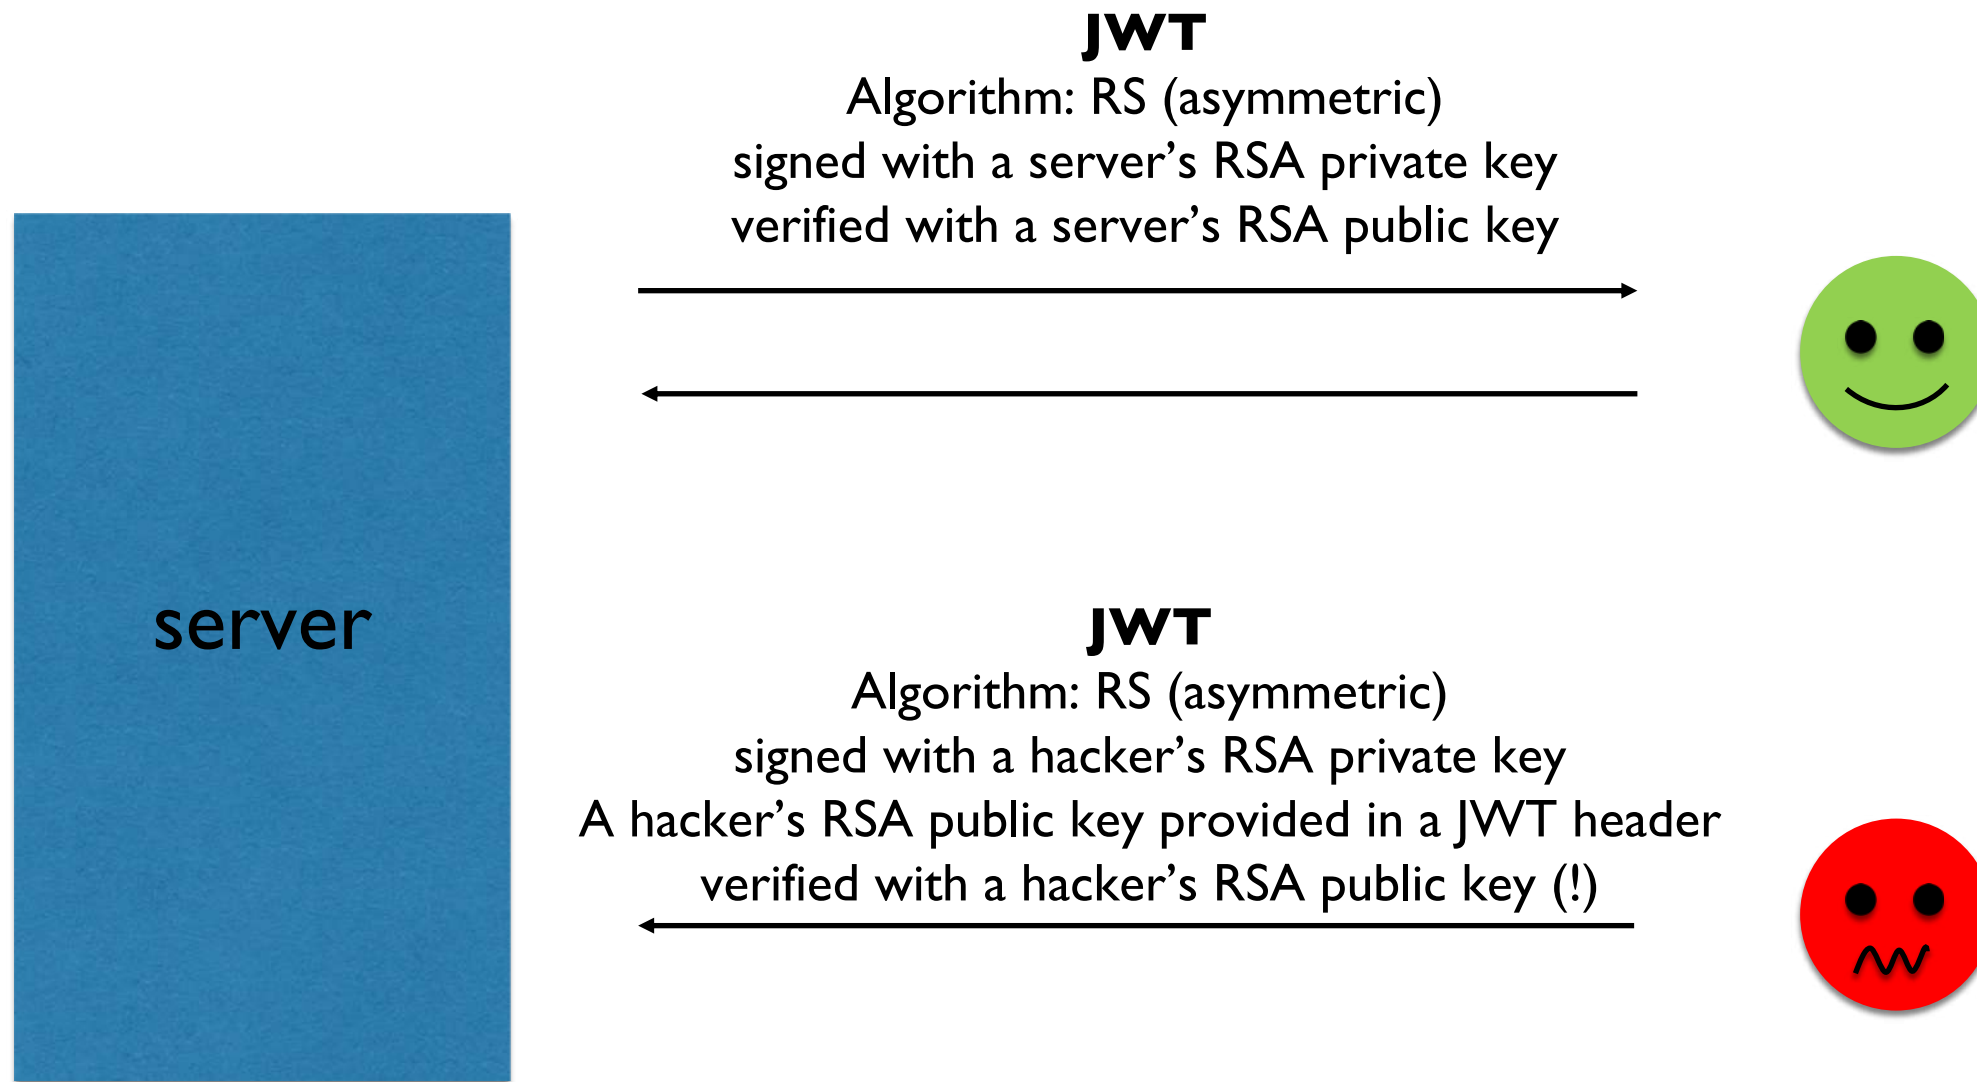 JWT
Algorithm: RS (asymmetric)
signed with a server’s RSA private key
verified with a server’s RSA public key
server
JWT
Algorithm: RS (asymmetric)
signed with a hacker’s RSA private key
A hacker’s RSA public key provided in a JWT header
verified with a hacker’s RSA public key (!)